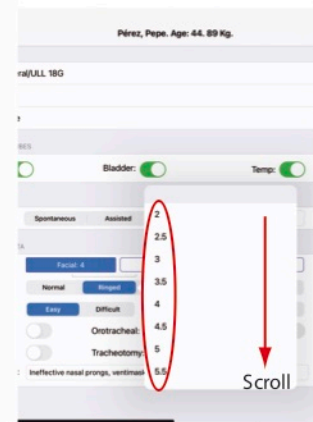 Pérez, Pepe. Age: 44. 89 Kg.
ral/ULL 18G
Bladder: Temp:
Spontaneous Assisted
Facial: 4
Normal Ringed
Easy Difficult
Orotracheal:
Tracheotomy:
Ineffective nasal prongs, ventimask
2
2.5
3
3.5
4
4.5
5
5.5
Scroll